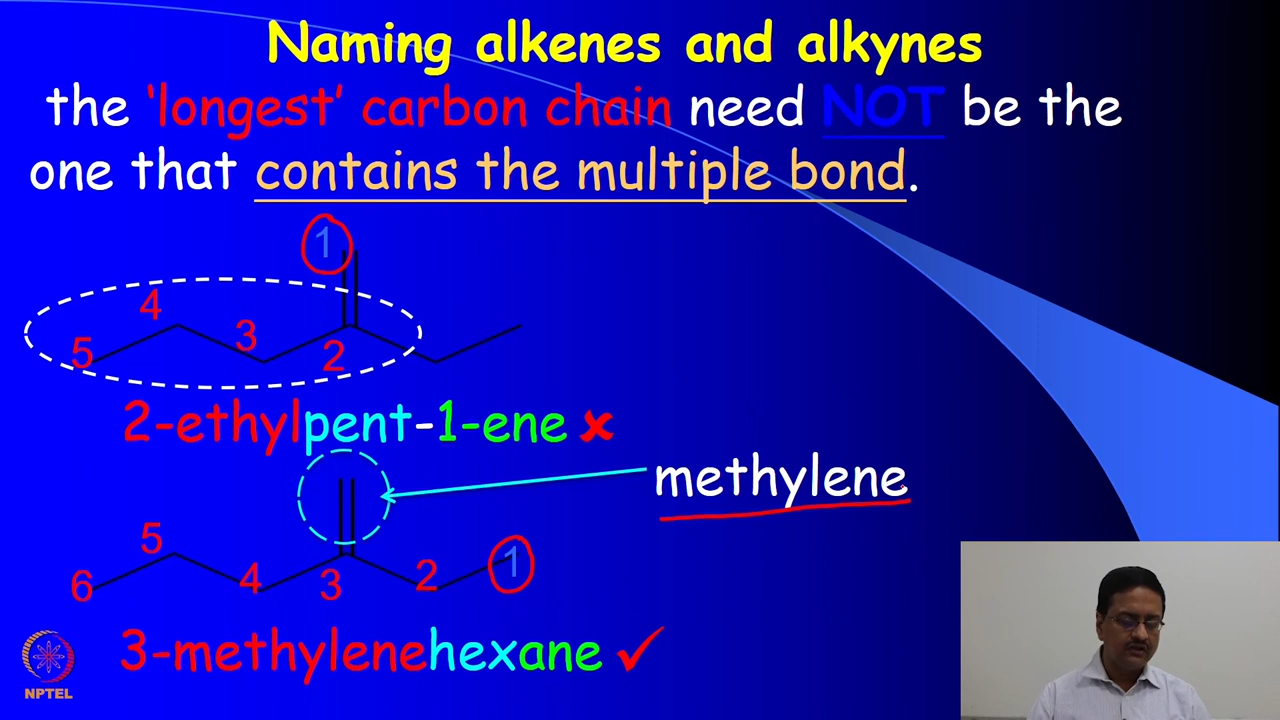 Naming alkenes and alkynes
the ‘longest’ carbon chain need NOT be the
one that contains the multiple bond.
1
4
3
5
2
2-ethylpent-1-ene ✘
methylene
5
1
6
4
3
2
3-methylenehexane ✓
NPTEL